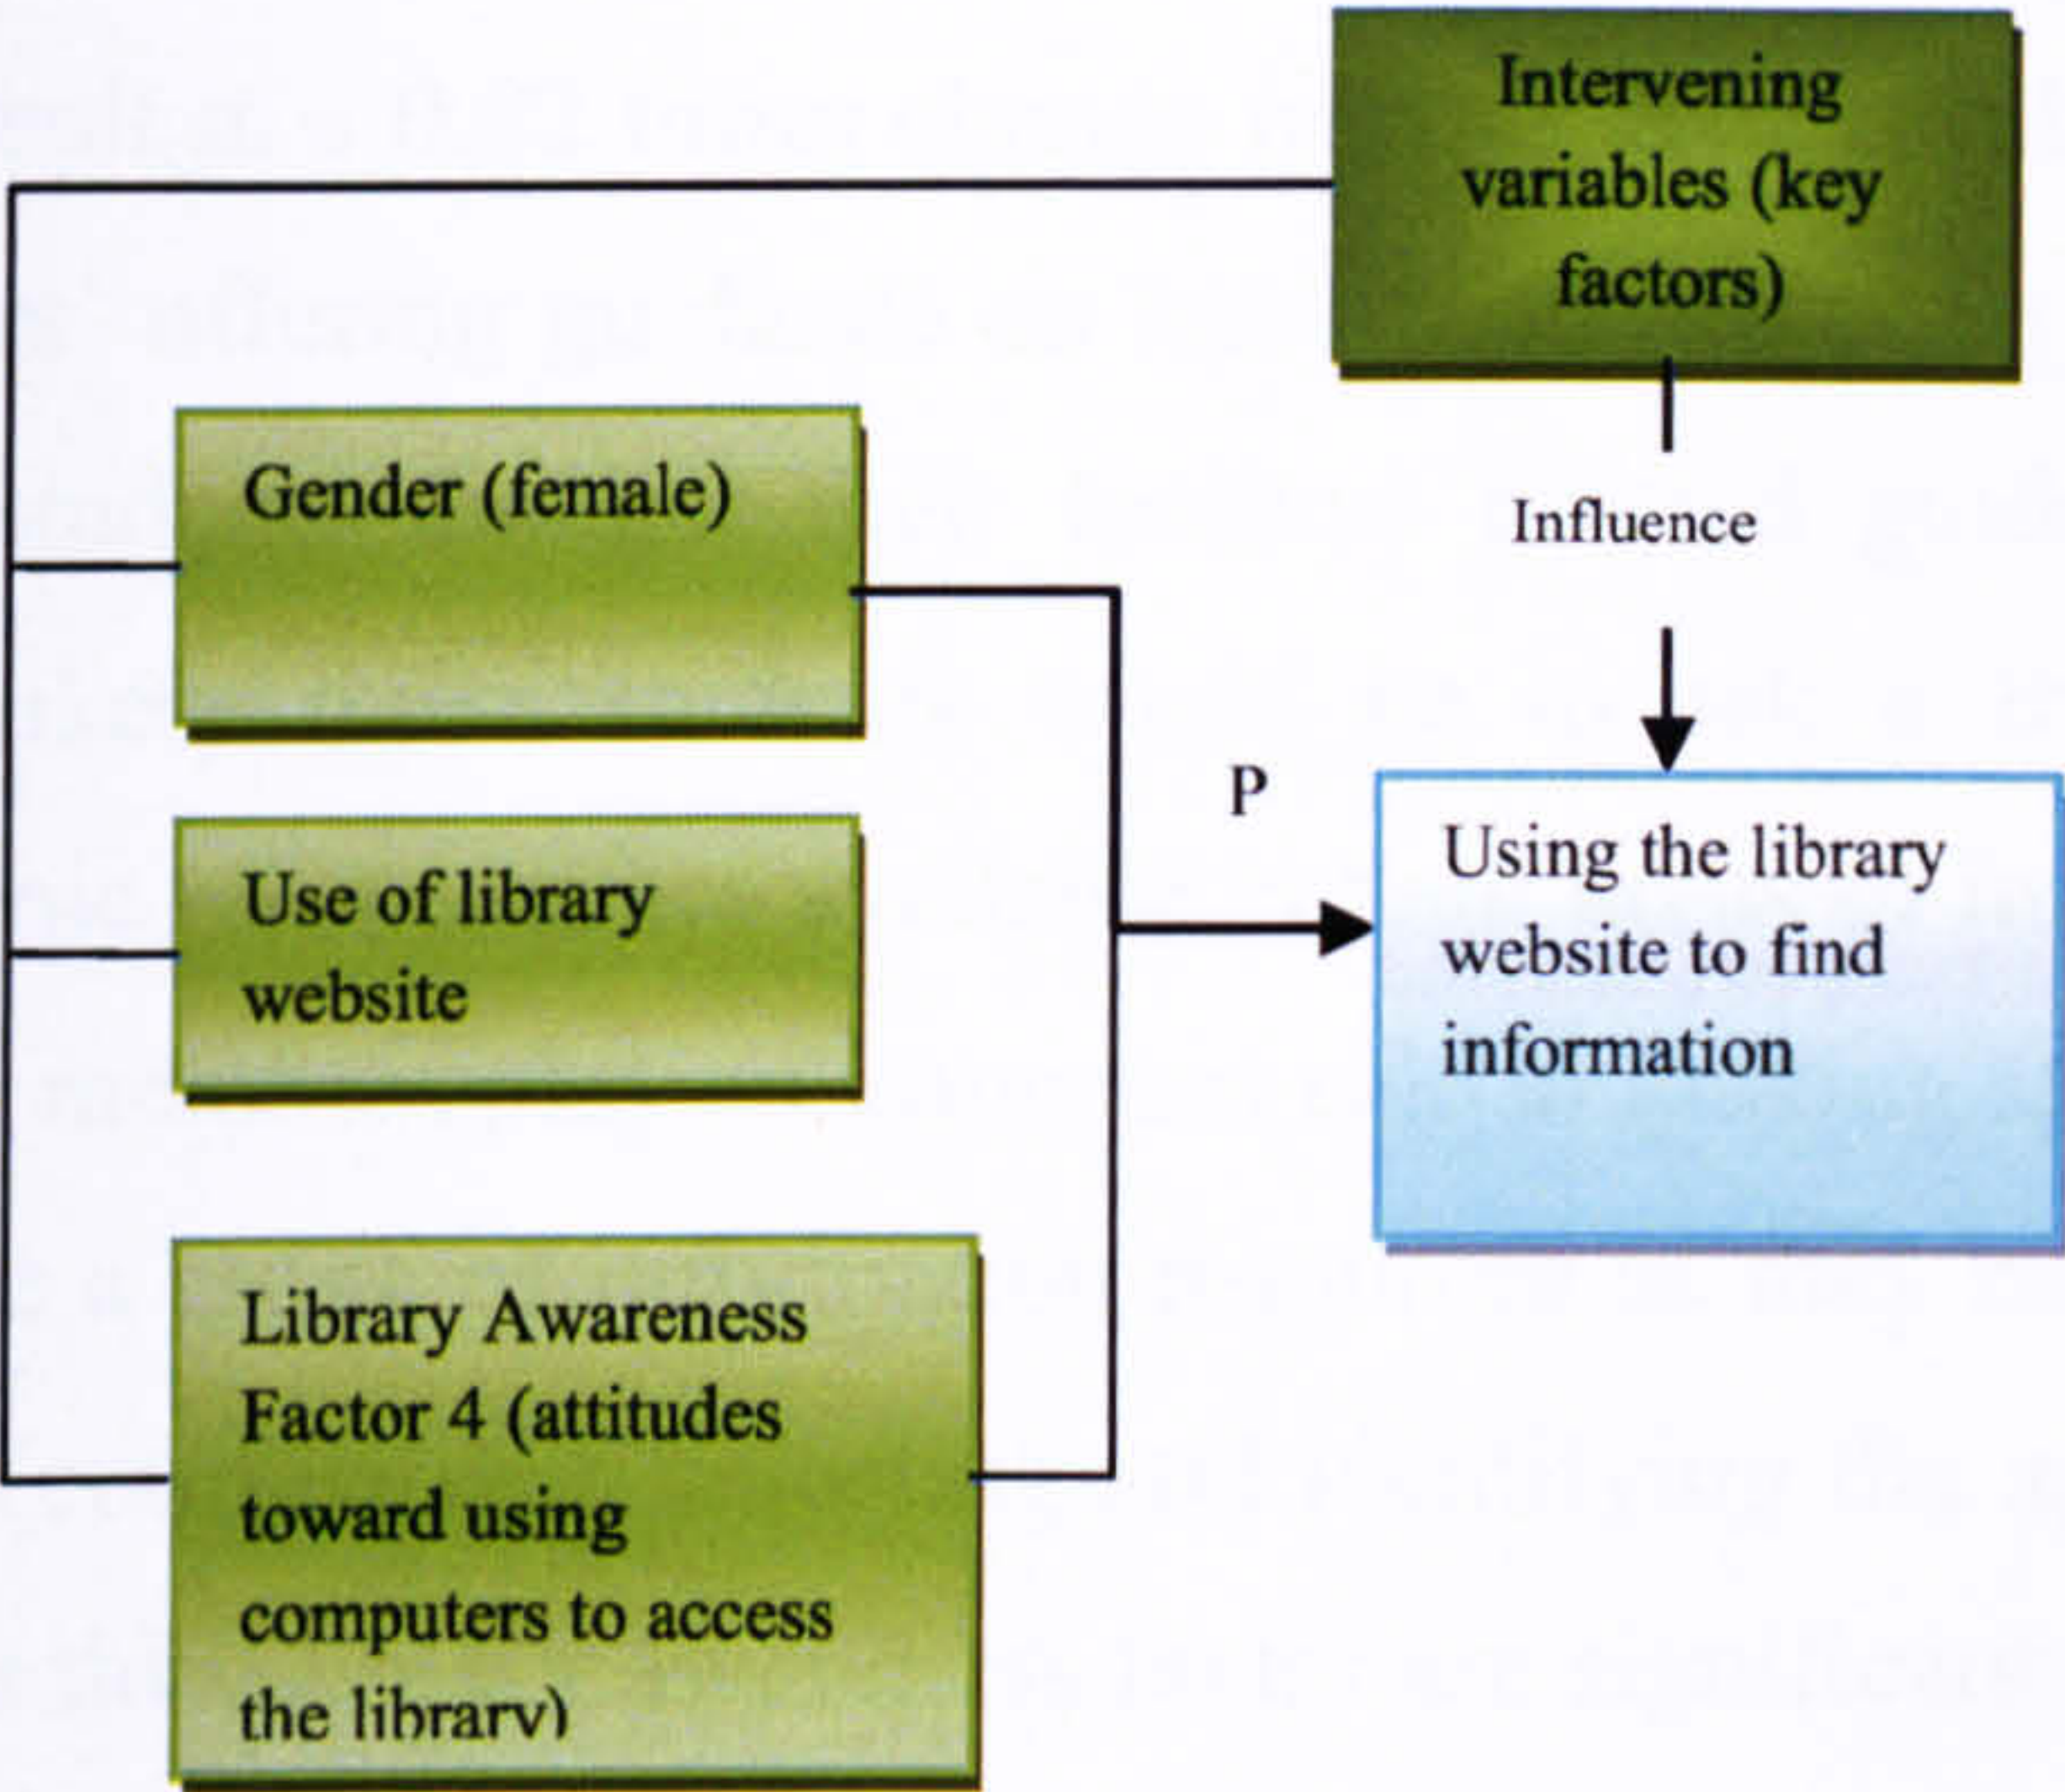 Intervening
variables (key
factors)
Gender (female)
Influence
P
Use of library
website
Using the library
website to find
information
Library Awareness
Factor 4 (attitudes
toward using
computers to access
the library)